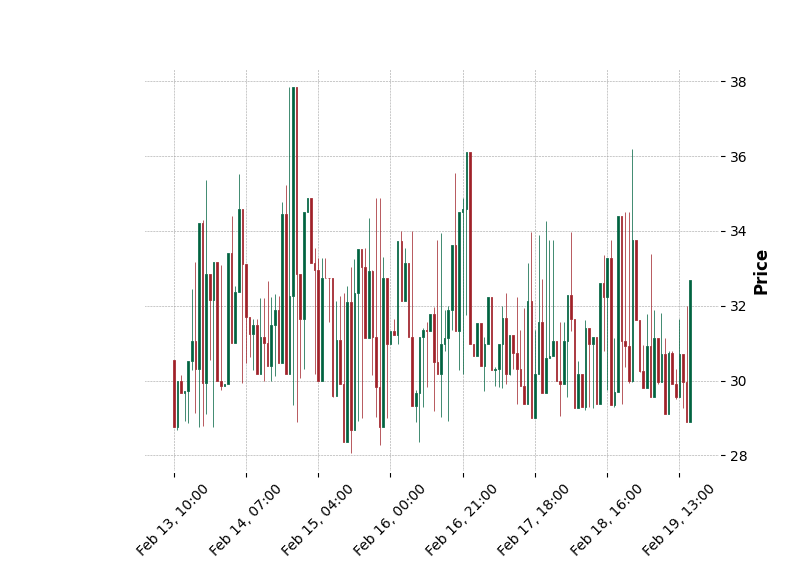 38
36
34
32
30
28
Price
Feb 13, 10:00
Feb 14, 07:00
Feb 15, 04:00
Feb 16, 00:00
Feb 16, 21:00
Feb 17, 18:00
Feb 18, 16:00
Feb 19, 13:00